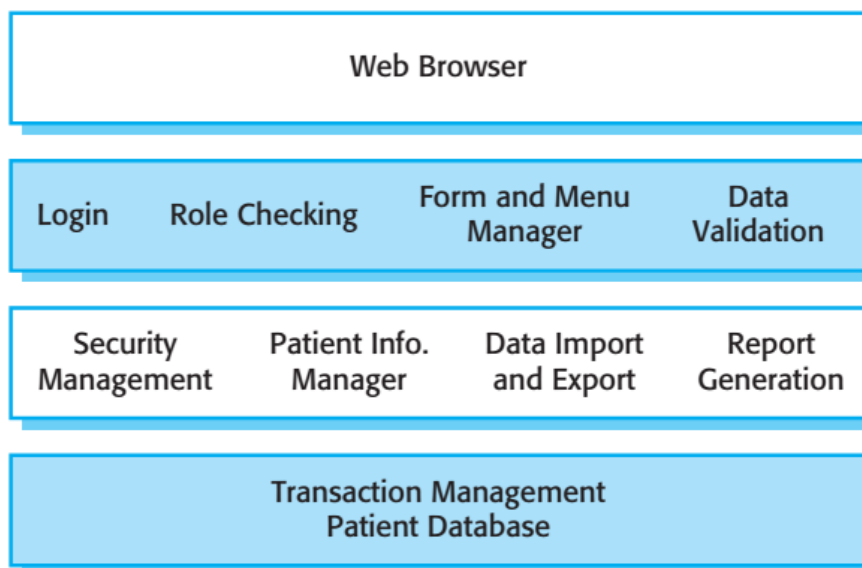 Web Browser
Login
Role Checking
Form and Menu
Manager
Data
Validation
Security
Management
Patient Info.
Manager
Data Import
and Export
Report
Generation
Transaction Management
Patient Database